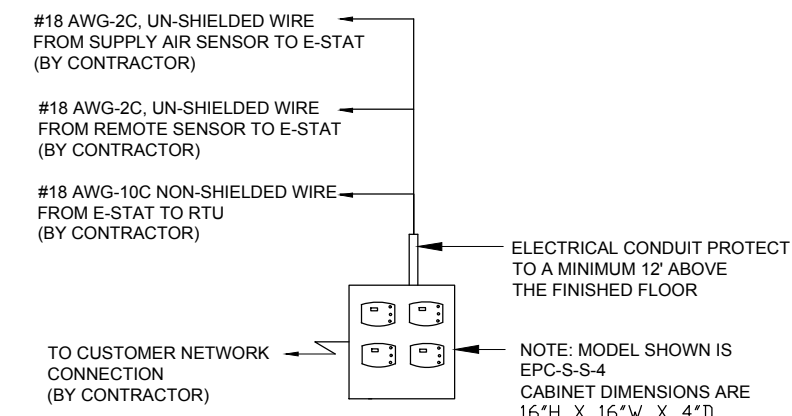 #18 AWG-2C, UN-SHIELDED WIRE
FROM SUPPLY AIR SENSOR TO E-STAT
(BY CONTRACTOR)
#18 AWG-2C, UN-SHIELDED WIRE
FROM REMOTE SENSOR TO E-STAT
(BY CONTRACTOR)
#18 AWG-10C NON-SHIELDED WIRE
FROM E-STAT TO RTU
(BY CONTRACTOR)
ELECTRICAL CONDUIT PROTECT
TO A MINIMUM 12' ABOVE
THE FINISHED FLOOR
TO CUSTOMER NETWORK
CONNECTION
(BY CONTRACTOR)
NOTE: MODEL SHOWN IS
EPC-S-S-4
CABINET DIMENSIONS ARE
16"H X 16"W X 4"D